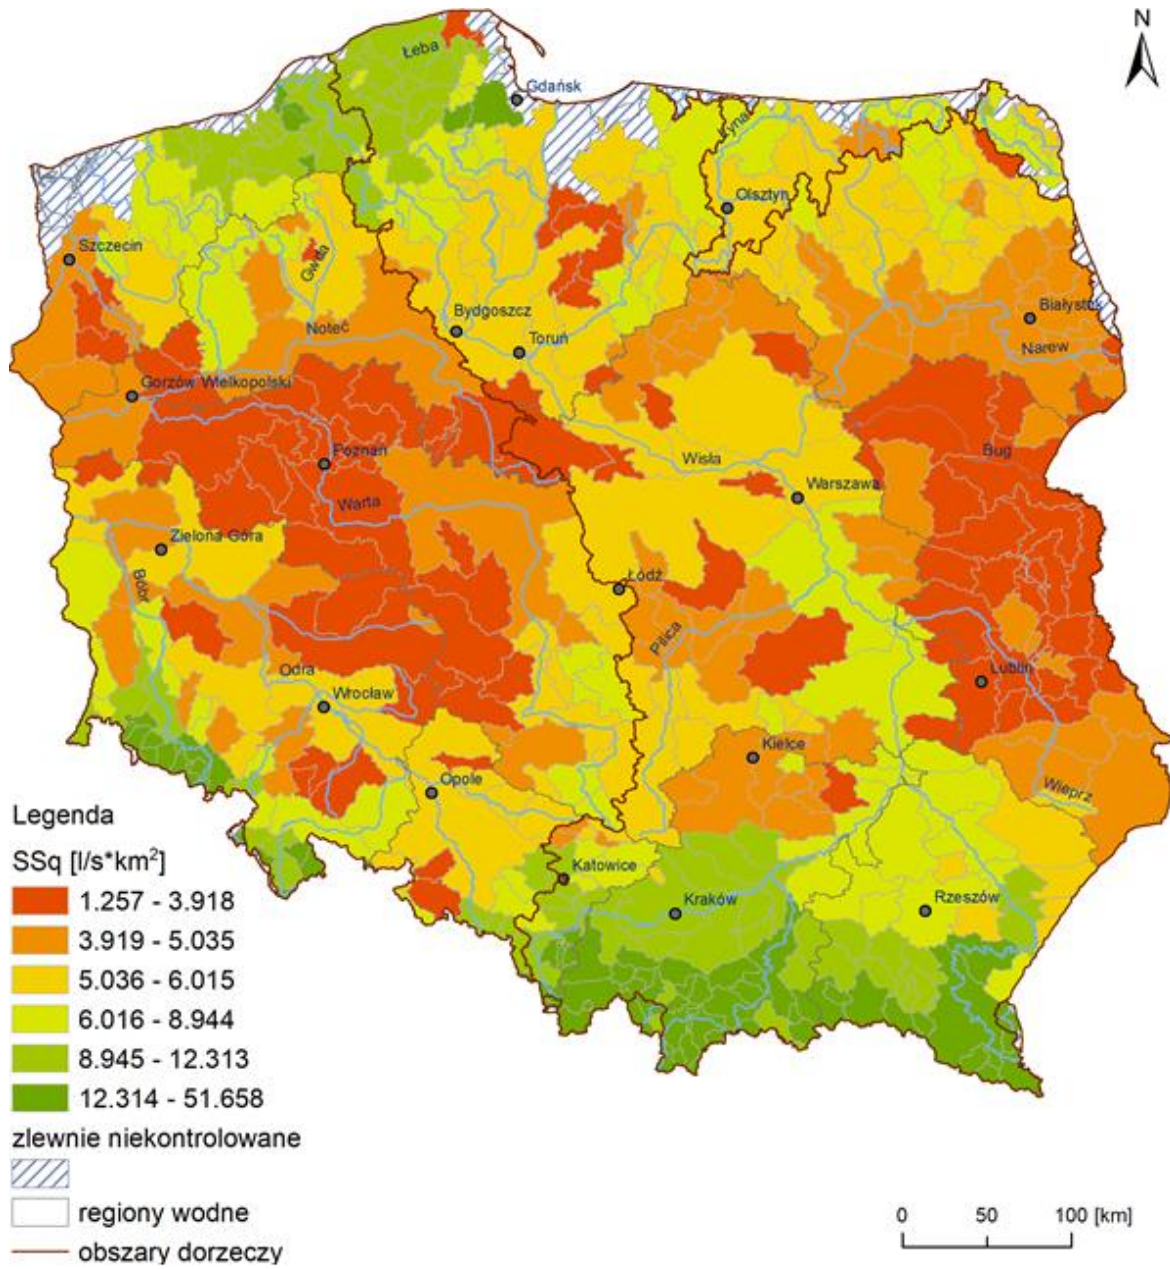 N
Łeba
Gdańsk
yna
Olsztyn
Szczecin
Gwda
Bydgoszcz
Białystok
Noteć
Toruń
Narew
Gorzów Wielkopolski
Poznań
Bug
Wisła
Warszawa
Warta
Zielona Góra
Bóbr
Łódź
Pilica
Odra
Lublin
Wrocław
Kielce
Opole
Wieprz
Katowice
Kraków
Rzeszów
Legenda
SSq [l/s*km²]
1.257 - 3.918
3.919 - 5.035
5.036 - 6.015
6.016 - 8.944
8.945 - 12.313
12.314 - 51.658
zlewnie niekontrolowane
regiony wodne
obszary dorzeczy
0 50 100 [km]